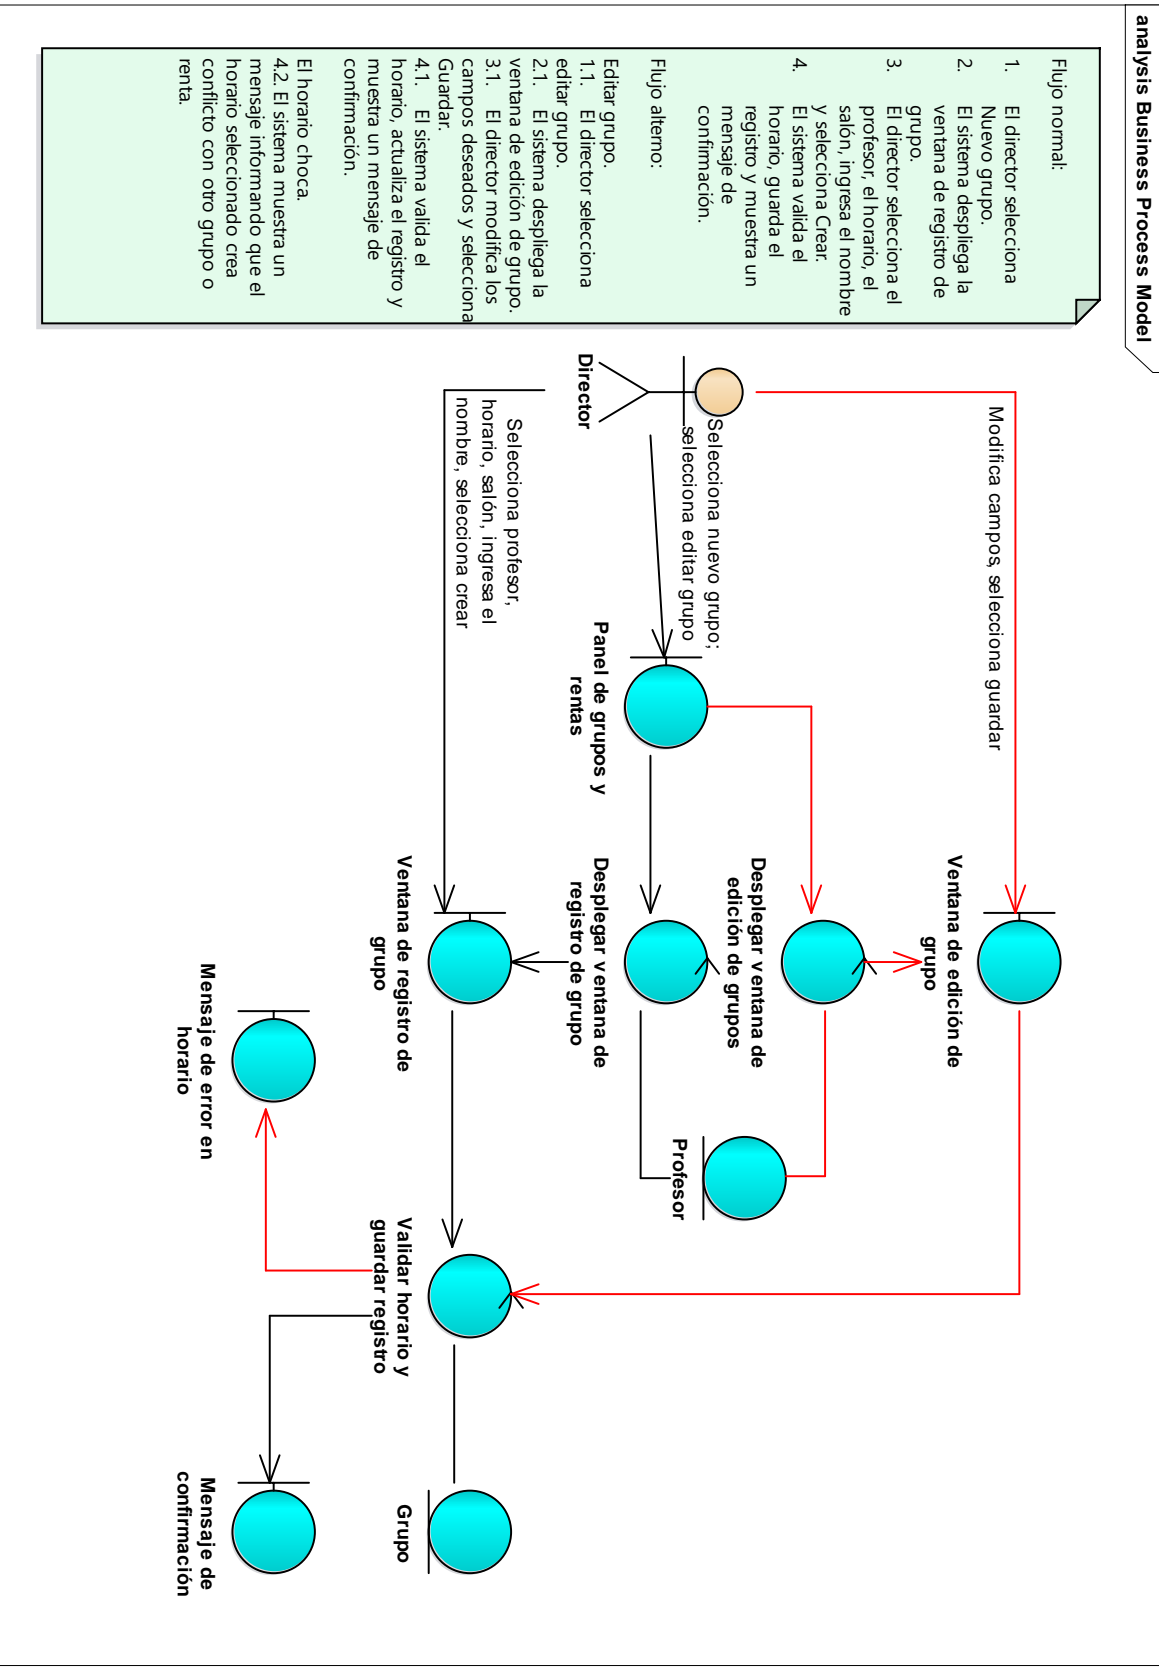 analysis Business Process Model
Flujo normal:
1. El director selecciona
Nuevo grupo.
2. El sistema despliega la
ventana de registro de
grupo.
3. El director selecciona el
profesor, el horario, el
salón, ingresa el nombre
y selecciona Crear.
4. El sistema valida el
horario, guarda el
registro y muestra un
mensaje de
confirmación.
Flujo alterno:
Editar grupo.
1.1. El director selecciona
editar grupo.
2.1. El sistema despliega la
ventana de edición de grupo.
3.1 El director modifica los
campos deseados y selecciona
Guardar.
4.1. El sistema valida el
horario, actualiza el registro y
muestra un mensaje de
confirmación.
El horario choca.
4.2. El sistema muestra un
mensaje informando que el
horario seleccionado crea
conflicto con otro grupo o
renta.
Modifica campos, selecciona guardar
Ventana de edición de
grupo
Desplegar ventana de
edición de grupos
Selecciona nuevo grupo;
selecciona editar grupo
Profesor
Director
Panel de grupos y
rentas
Desplegar ventana de
registro de grupo
Selecciona profesor,
horario, salón, ingresa el
nombre, selecciona crear
Ventana de registro de
grupo
Validar horario y
guardar registro
Grupo
Mensaje de error en
horario
Mensaje de
confirmación